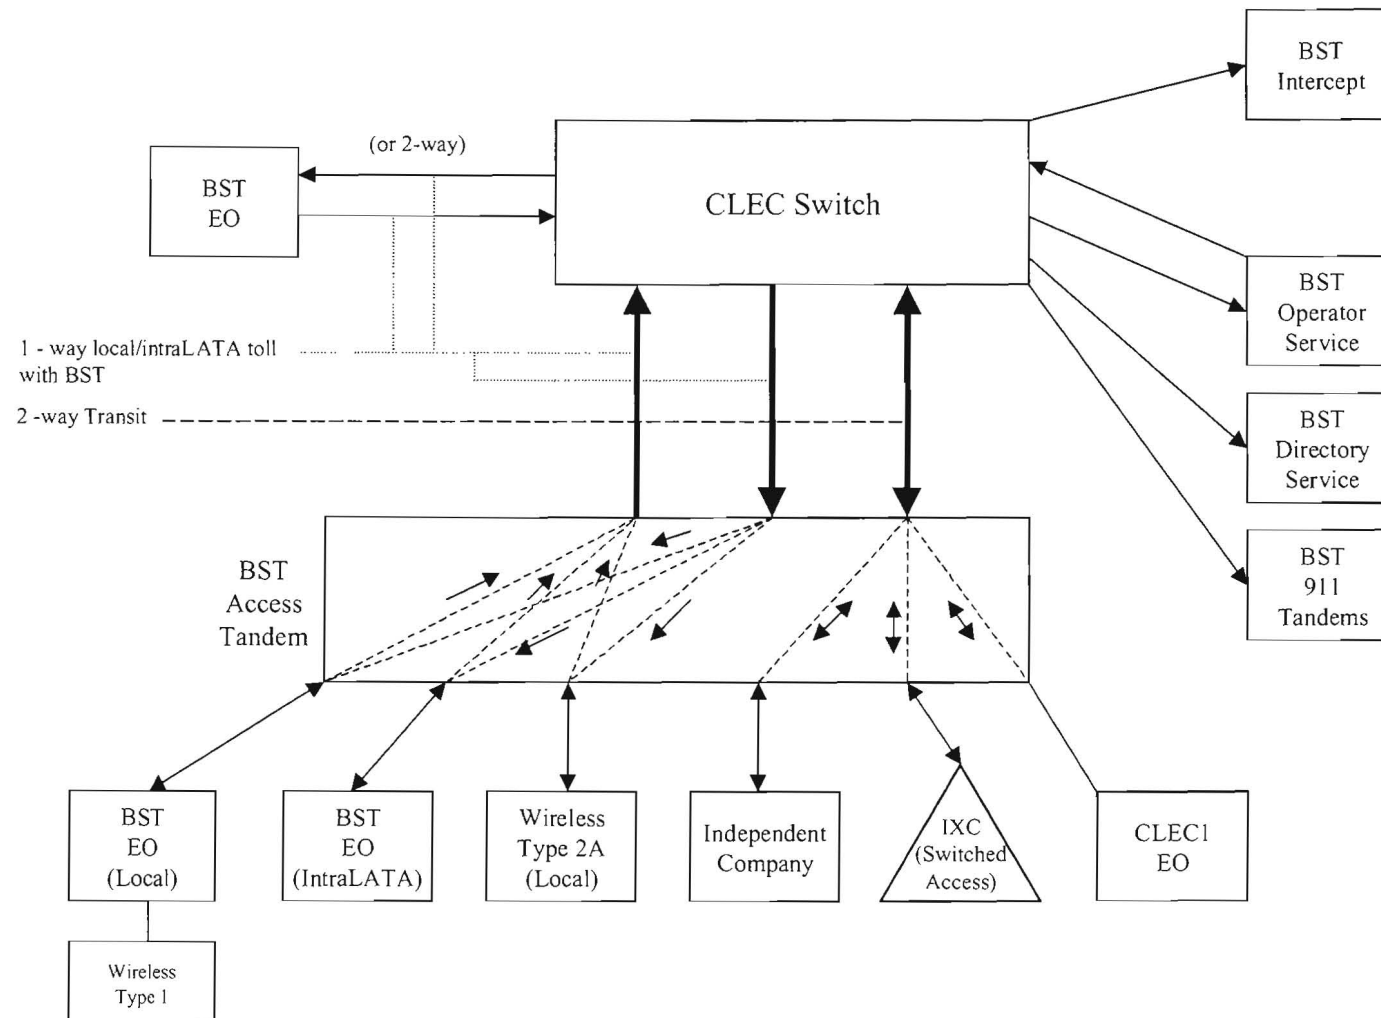 BST
Intercept
(or 2-way)
BST
EO
CLEC Switch
BST
Operator
Service
1 - way local/intraLATA toll
with BST
2 -way Transit
BST
Directory
Service
BST
911
Tandems
BST
Access
Tandem
BST
EO
(Local)
BST
EO
(IntraLATA)
Wireless
Type 2A
(Local)
Independent
Company
IXC
(Switched
Access)
CLEC1
EO
Wireless
Type 1